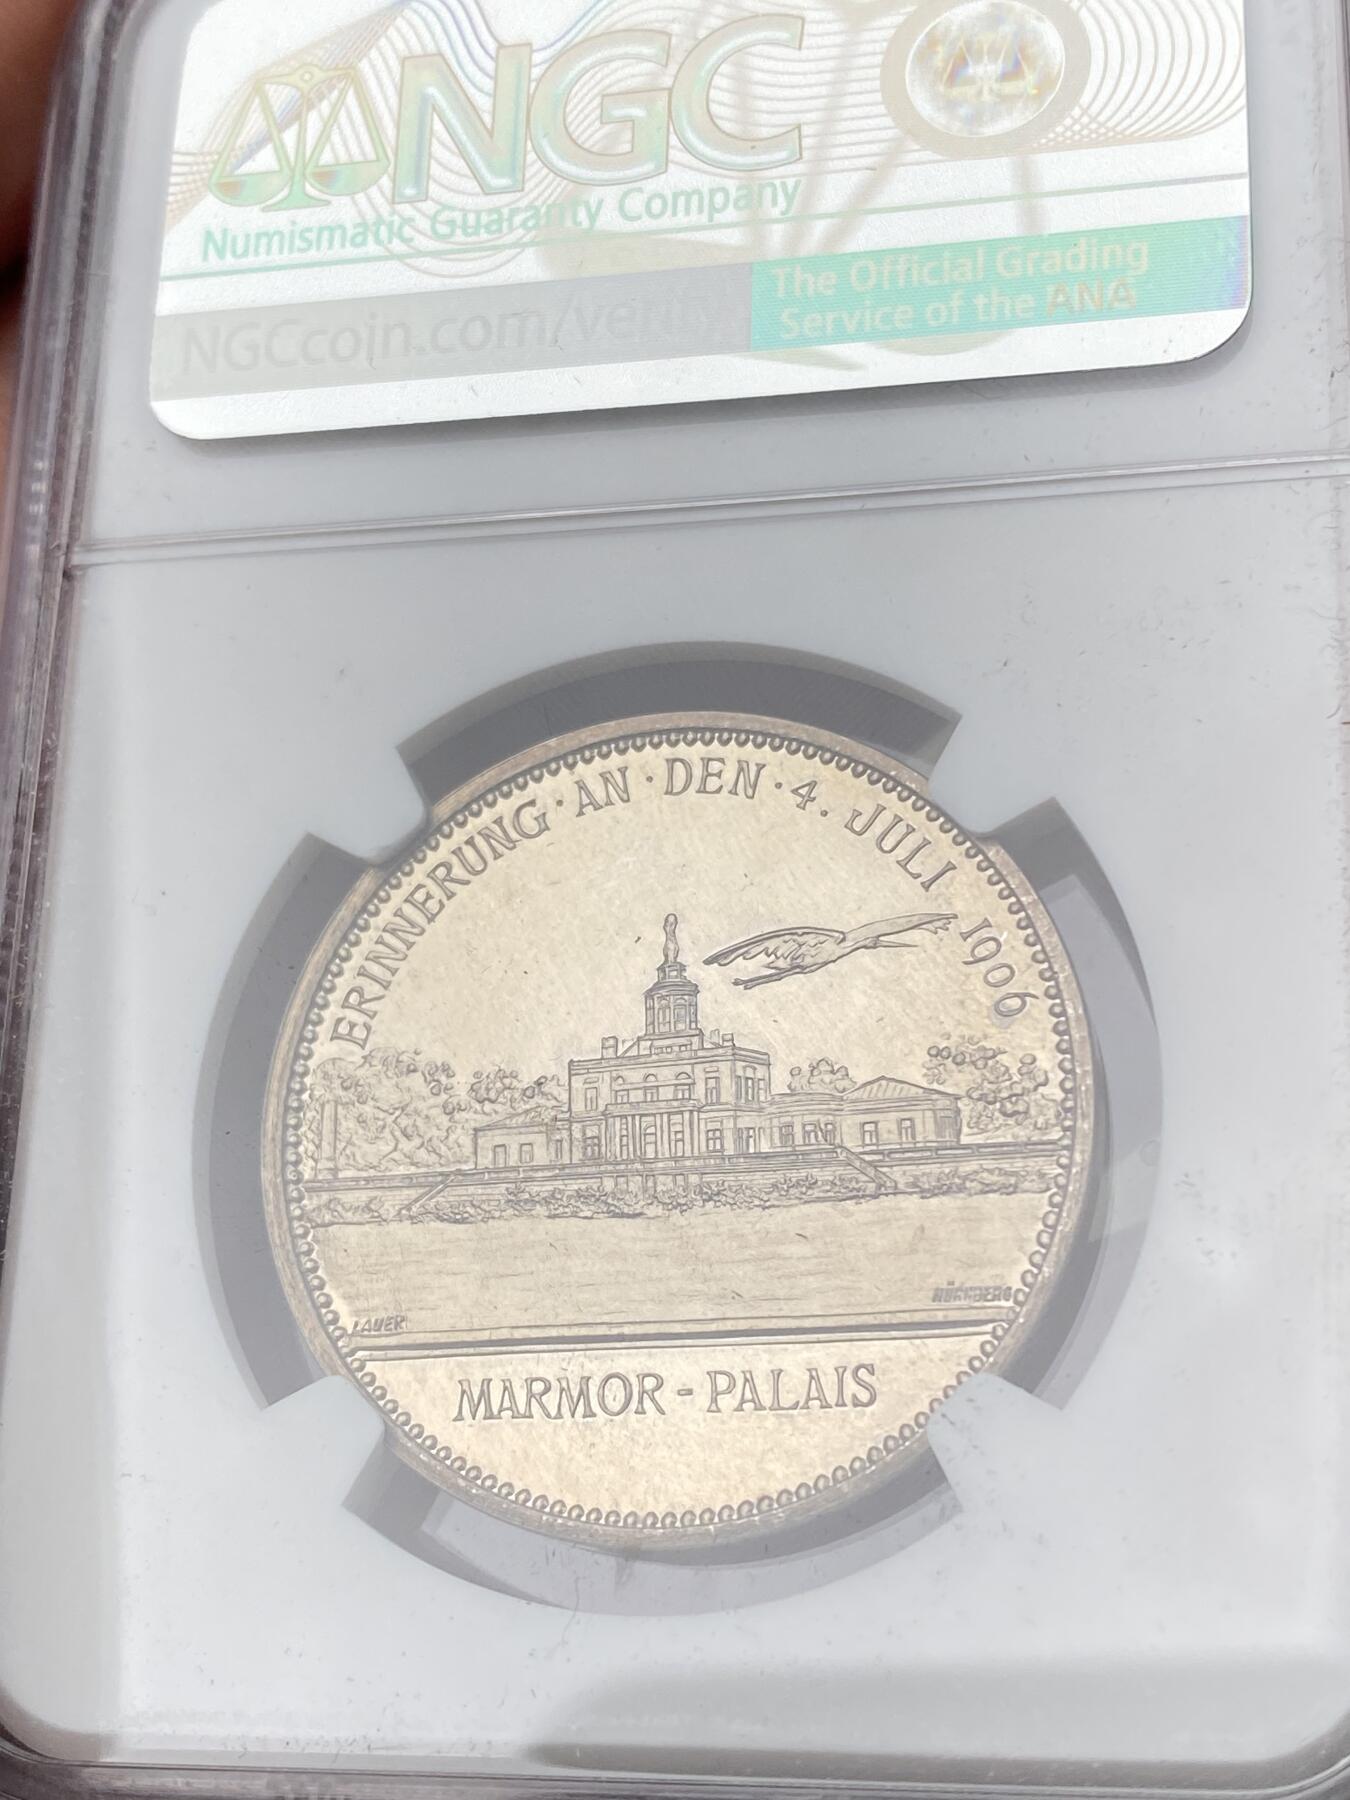 NGC
Numismatic Guaranty Company
NGCcoin.com/verify
The Official Grading
Service of the ANA
ERINNERUNG · AN · DEN · 4. JULI 1906
LAUER
NÜRNBERG
MARMOR - PALAIS